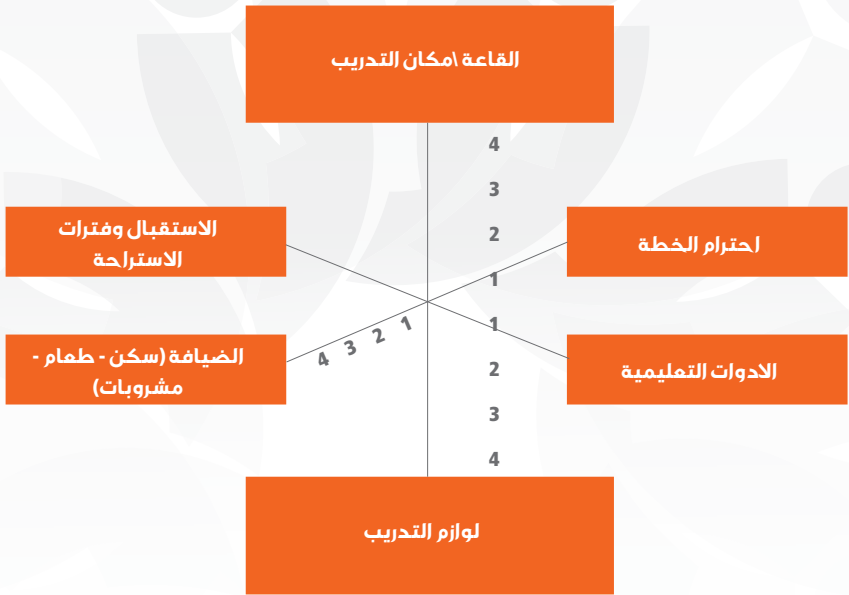 القاعة \مكان التدريب
4
3
2
1
احترام الخطة
الاستقبال وفترات
الاستراحة
1
2
3
4
الادوات التعليمية
الضيافة (سكن - طعام -
مشروبات)
4 3 2 1
لوازم التدريب